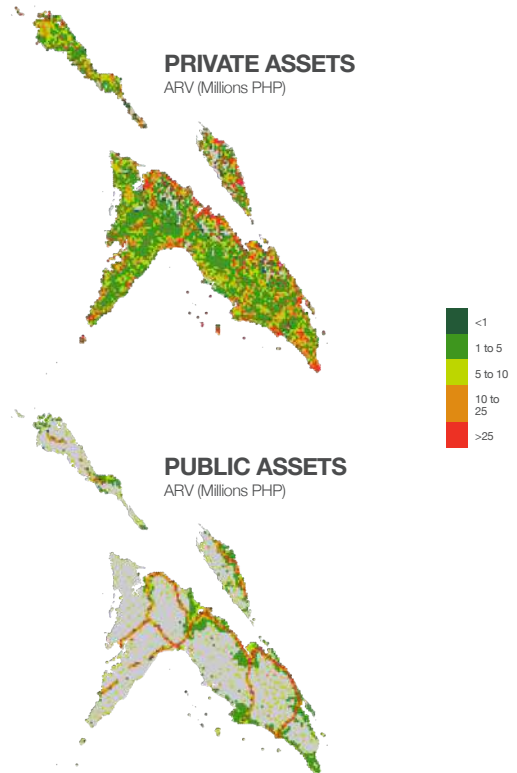 PRIVATE ASSETS
ARV (Millions PHP)
<1
1 to 5
5 to 10
10 to
25
>25
PUBLIC ASSETS
ARV (Millions PHP)